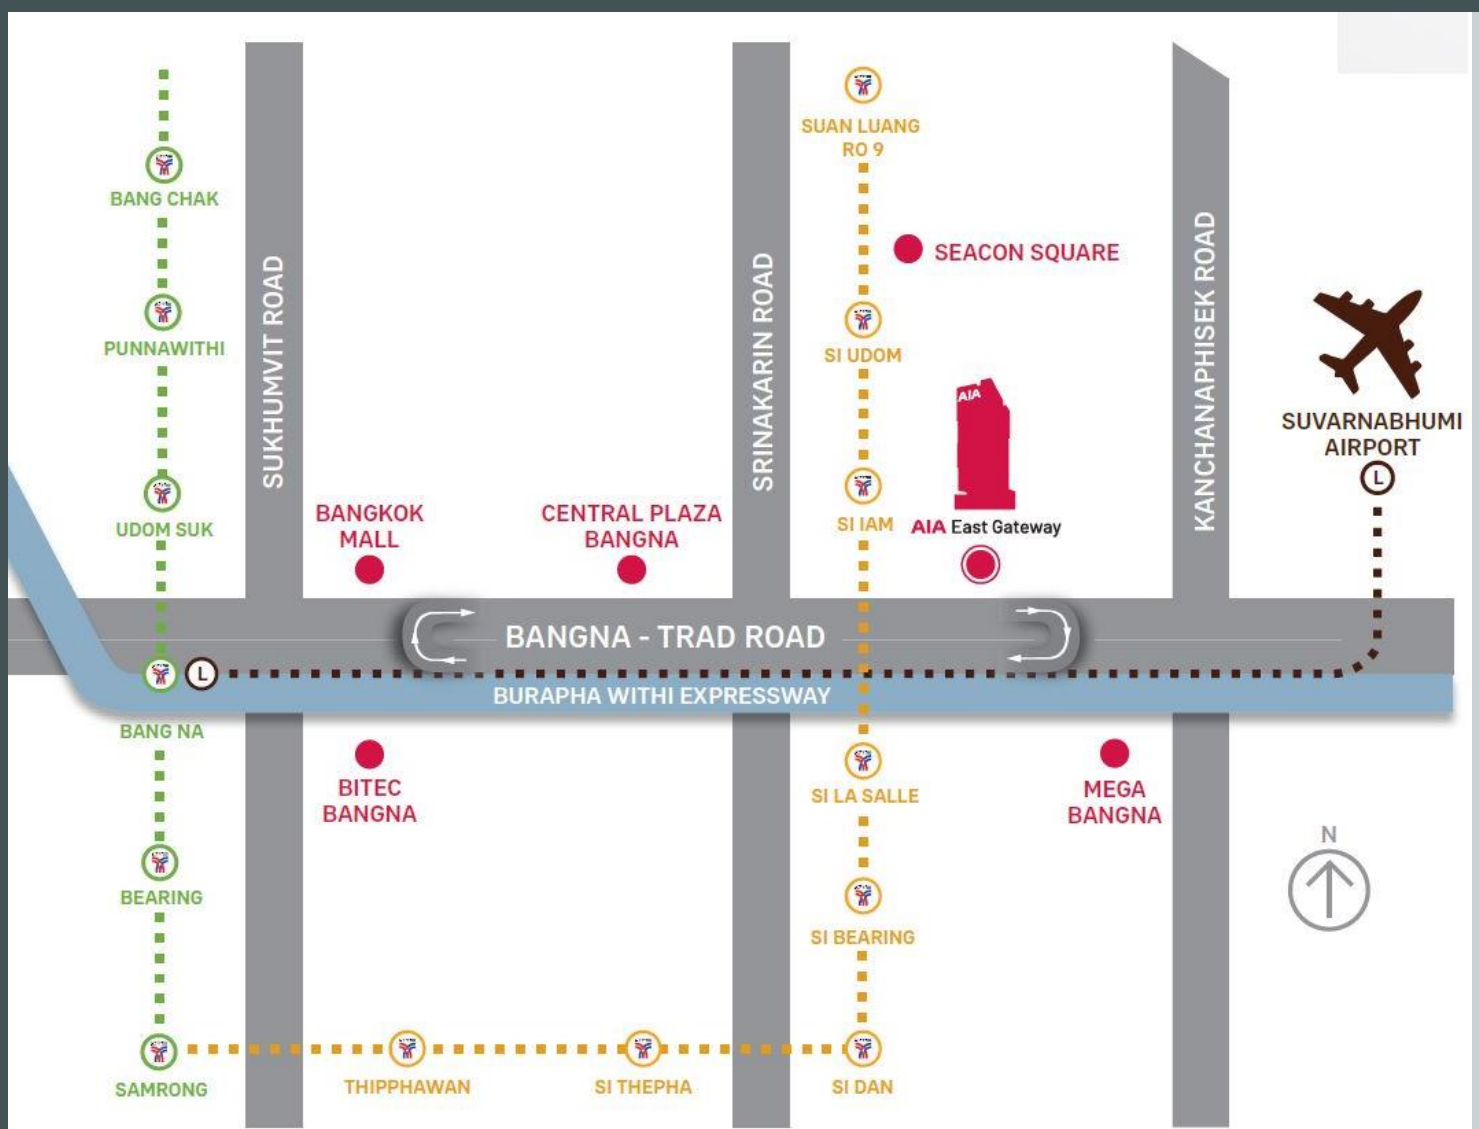 SUAN LUANG
RO 9
BANG CHAK
SEACON SQUARE
PUNNAWITHI
SUKHUMVIT ROAD
SRINAKARIN ROAD
KANCHANAPHISEK ROAD
SI UDOM
AIA
SUVARNABHUMI
AIRPORT
L
UDOM SUK
BANGKOK
MALL
CENTRAL PLAZA
BANGNA
SI IAM
AIA East Gateway
BANGNA - TRAD ROAD
L
BURAPHA WITHI EXPRESSWAY
BANG NA
BITEC
BANGNA
SI LA SALLE
MEGA
BANGNA
N
BEARING
SI BEARING
SAMRONG
THIPPHAWAN
SI THEPHA
SI DAN